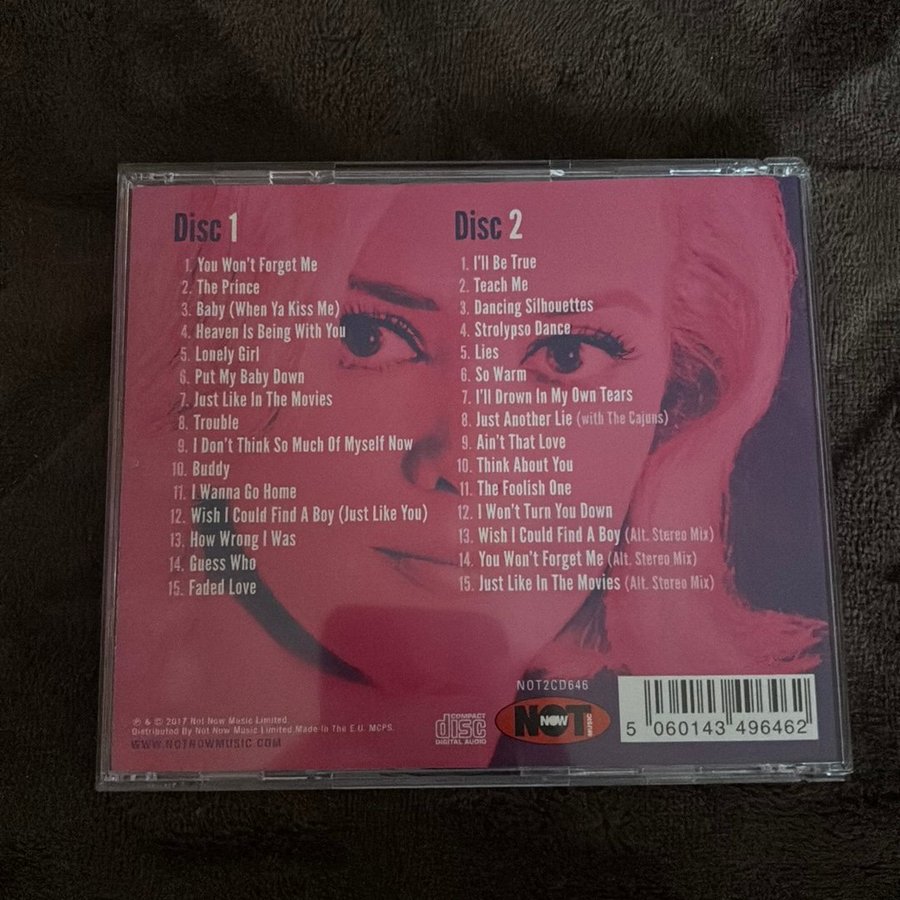 Disc 1
1. You Won't Forget Me
2. The Prince
3. Baby (When Ya Kiss Me)
4. Heaven Is Being With You
5. Lonely Girl
6. Put My Baby Down
7. Just Like In The Movies
8. Trouble
9. I Don't Think So Much Of Myself Now
10. Buddy
11. I Wanna Go Home
12. Wish I Could Find A Boy (Just Like You)
13. How Wrong I Was
14. Guess Who
15. Faded Love
Disc 2
1. I'll Be True
2. Teach Me
3. Dancing Silhouettes
4. Strolypso Dance
5. Lies
6. So Warm
7. I'll Drown In My Own Tears
8. Just Another Lie (with The Cajuns)
9. Ain't That Love
10. Think About You
11. The Foolish One
12. I Won't Turn You Down
13. Wish I Could Find A Boy (Alt. Stereo Mix)
14. You Won't Forget Me (Alt. Stereo Mix)
15. Just Like In The Movies (Alt. Stereo Mix)
℗ & © 2017 Not Now Music Limited.
Distributed By Not Now Music Limited.Made In The E.U. MCPS.
WWW.NOTNOWMUSIC.COM
COMPACT
disc
DIGITAL AUDIO
NOT2CD646
NOT NOW MUSIC
5 060143 496462